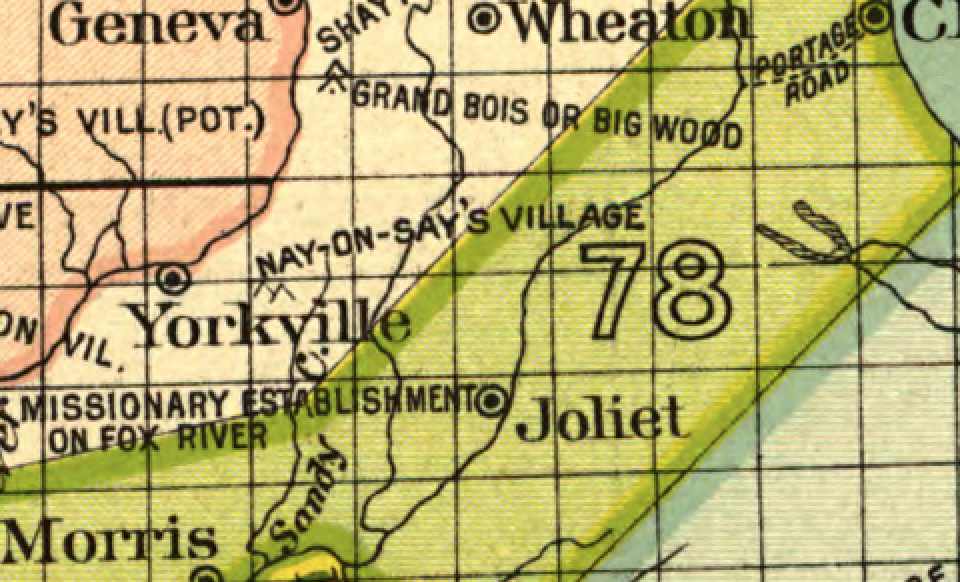 Geneva
SHAY
Wheaton
PORTAGE
ROAD
C
GRAND BOIS OR BIG WOOD
Y'S VILL.(POT.)
VE
NAY-ON-SAY'S VILLAGE
78
Yorkville
ON VIL.
C.
MISSIONARY ESTABLISHMENT
ON FOX RIVER
Joliet
Sandy
Morris